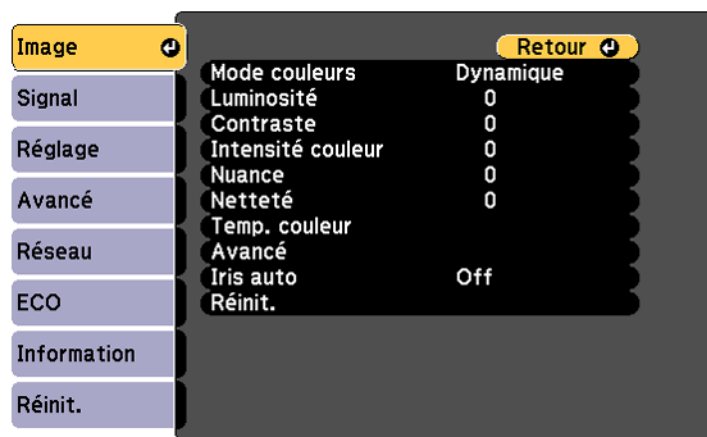 Image
Signal
Réglage
Avancé
Réseau
ECO
Information
Réinit.
Retour
Mode couleurs Dynamique
Luminosité 0
Contraste 0
Intensité couleur 0
Nuance 0
Netteté 0
Temp. couleur
Avancé
Iris auto Off
Réinit.